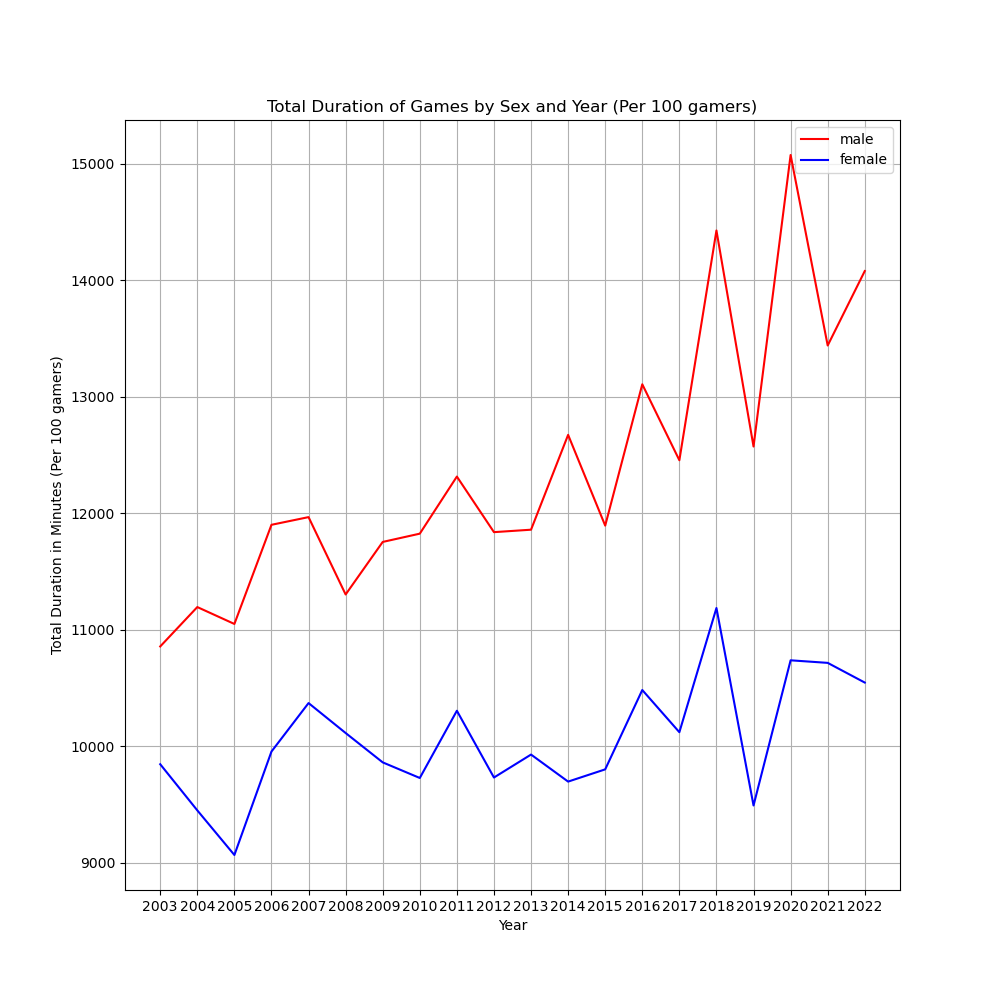 Total Duration of Games by Sex and Year (Per 100 gamers)
male
female
15000
14000
13000
12000
11000
10000
9000
Total Duration in Minutes (Per 100 gamers)
2003 2004 2005 2006 2007 2008 2009 2010 2011 2012 2013 2014 2015 2016 2017 2018 2019 2020 2021 2022
Year